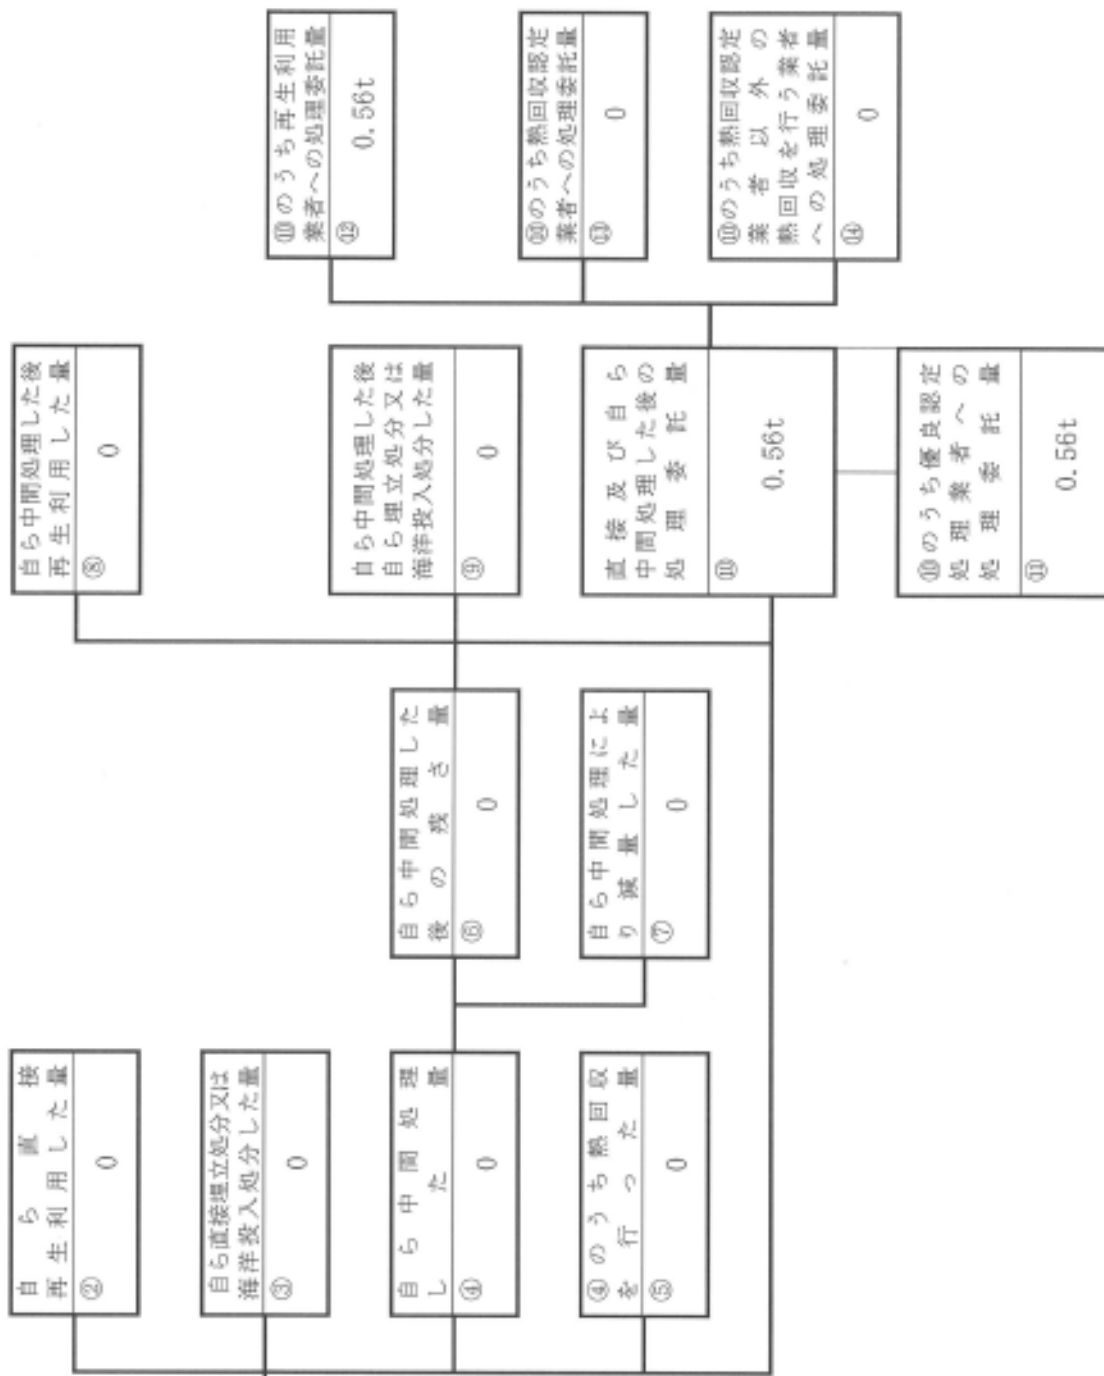 自ら直接
再生利用した量
② 0
自ら直接埋立処分又は
海洋投入処分した量
③ 0
自ら中間処理
した量
④ 0
④のうち熱回収
を行った量
⑤ 0
自ら中間処理した
後の残さ量
⑥ 0
自ら中間処理によ
り減量した量
⑦ 0
自ら中間処理した後
再生利用した量
⑧ 0
自ら中間処理した後
自ら埋立処分又は
海洋投入処分した量
⑨ 0
直接及び自ら
中間処理した後の
処理委託量
⑩ 0.56t
⑩のうち優良認定
処理業者への
処理委託量
⑪ 0.56t
⑩のうち再生利用
業者への処理委託量
⑫ 0.56t
⑩のうち熱回収認定
業者への処理委託量
⑬ 0
⑩のうち熱回収認定
業者以外の
熱回収を行う業者
への処理委託量
⑭ 0